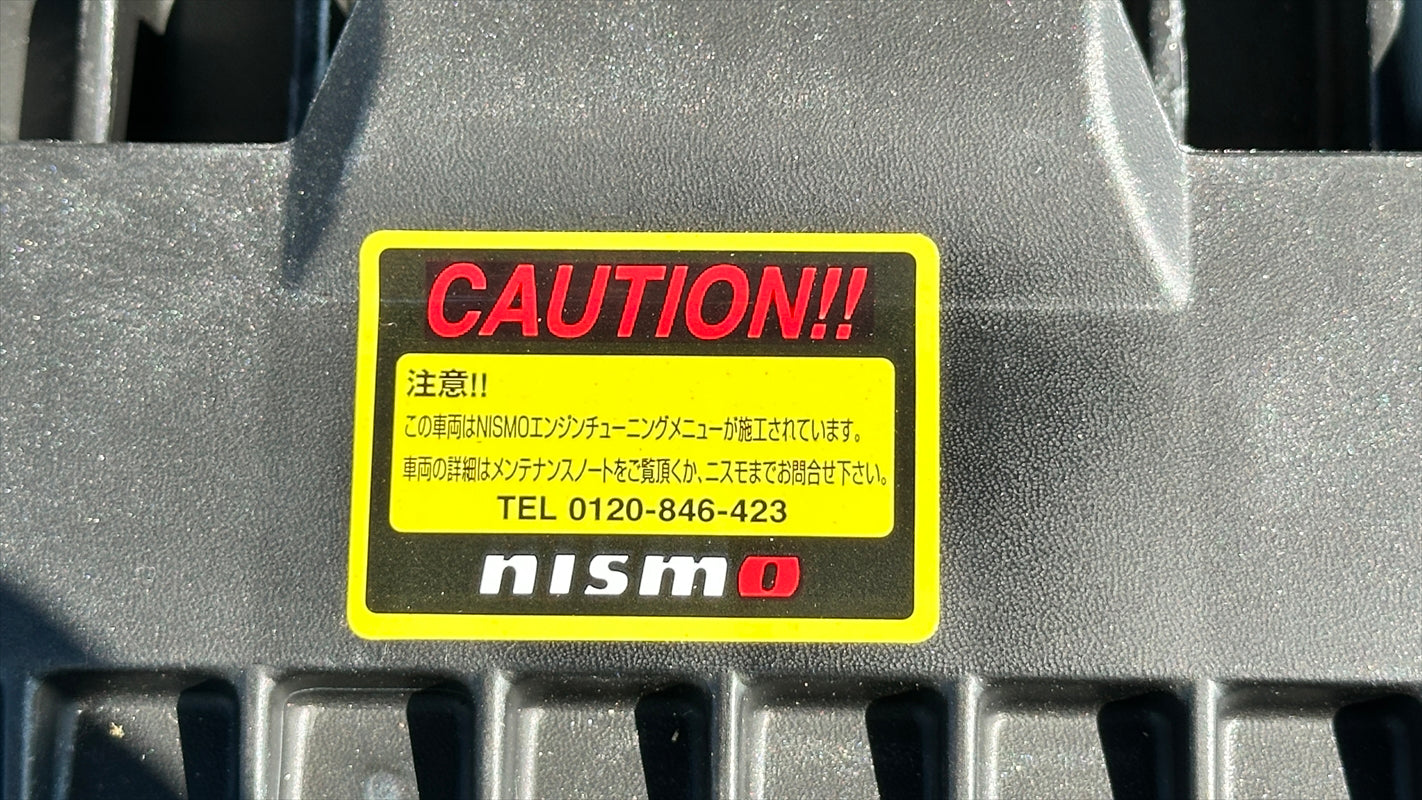 CAUTION!!
注意!!
この車両はNISMOエンジンチューニングメニューが施工されています。
車両の詳細はメンテナンスノートをご覧頂くか、ニスモまでお問合せ下さい。
TEL 0120-846-423
nismo